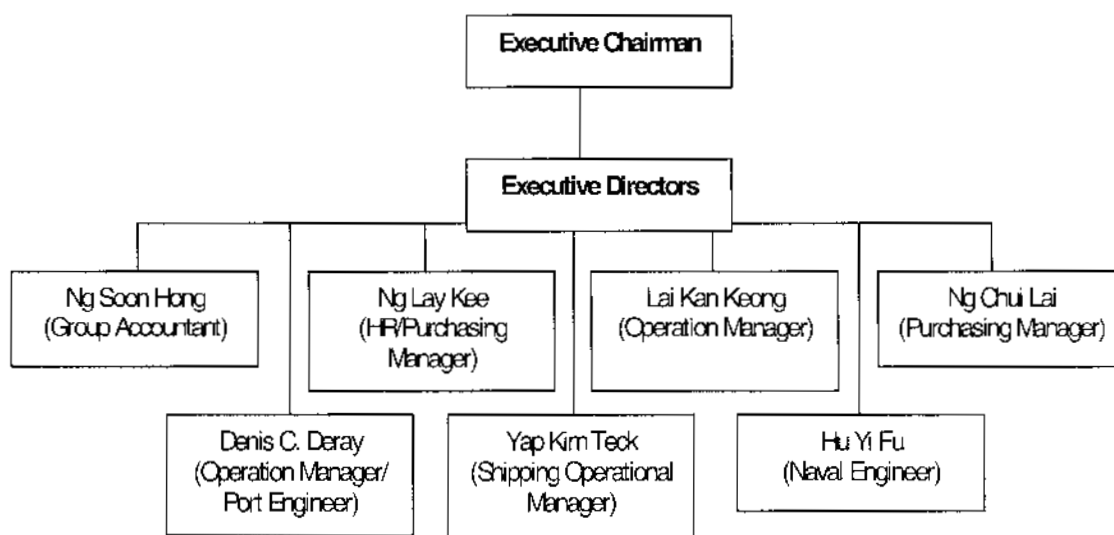 Executive Chairman
Executive Directors
Ng Soon Hong
(Group Accountant)
Ng Lay Kee
(HR/Purchasing
Manager)
Lai Kan Keong
(Operation Manager)
Ng Chui Lai
(Purchasing Manager)
Denis C. Deray
(Operation Manager/
Port Engineer)
Yap Kim Teck
(Shipping Operational
Manager)
Hu Yi Fu
(Naval Engineer)